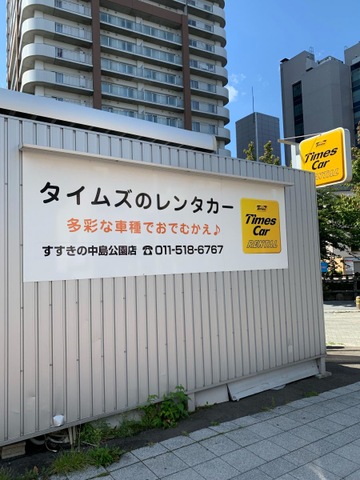 タイムズのレンタカー
多彩な車種でおでむかえ♪
すすきの中島公園店 ☎011-518-6767
Times
Car
RENTAL
Times
Car
RENTAL